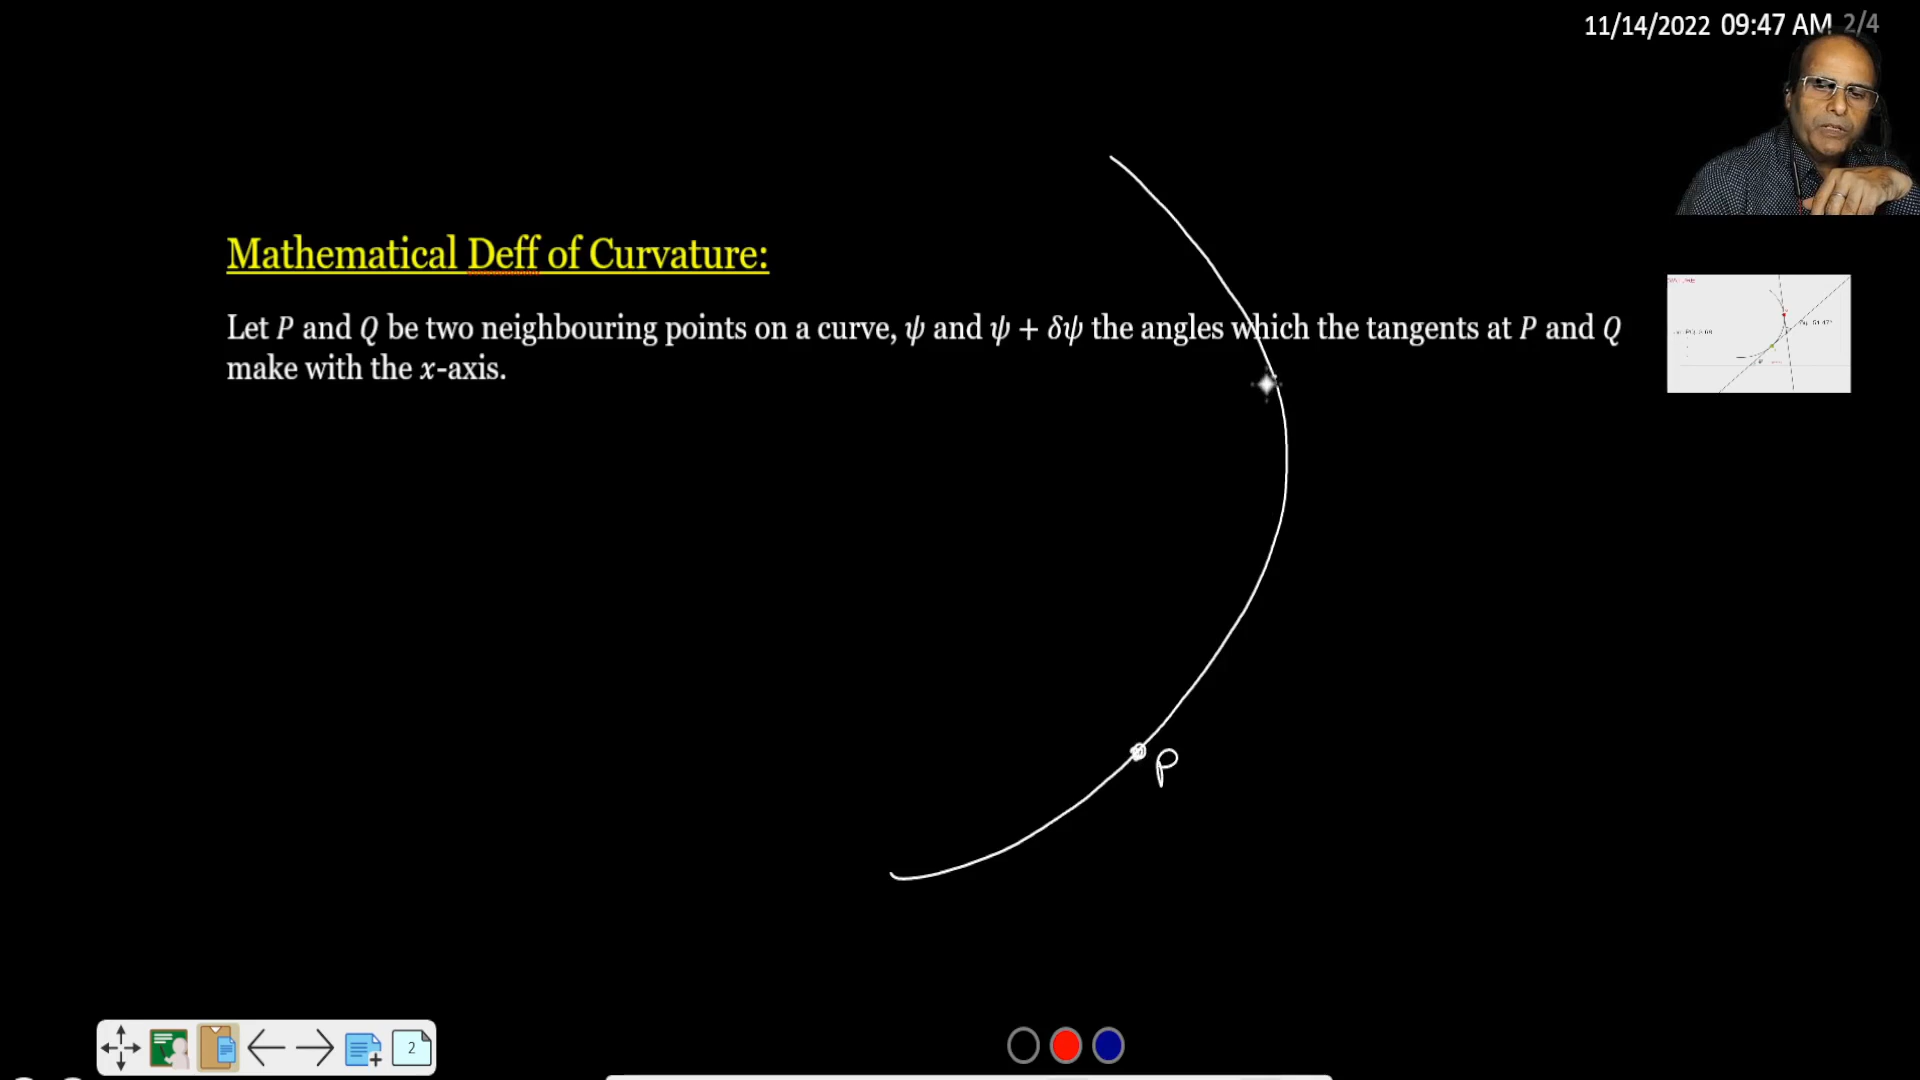 11/14/2022 09:47 AM 2/4
Mathematical Deff of Curvature:
Let P and Q be two neighbouring points on a curve, ψ and ψ + δψ the angles which the tangents at P and Q
make with the x-axis.
P
2